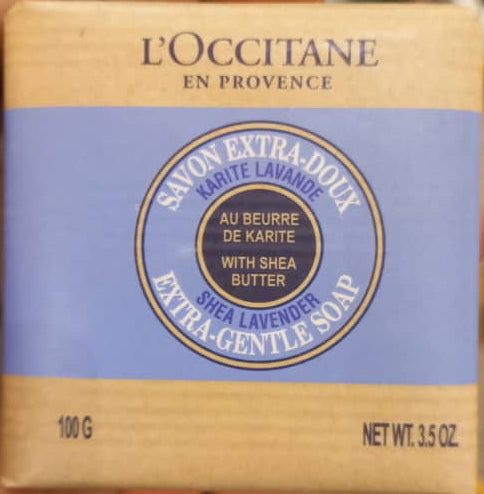 L'OCCITANE
EN PROVENCE
SAVON EXTRA-DOUX
KARITE LAVANDE
AU BEURRE
DE KARITE
WITH SHEA
BUTTER
SHEA LAVENDER
EXTRA-GENTLE SOAP
100 G
NET WT. 3.5 OZ.